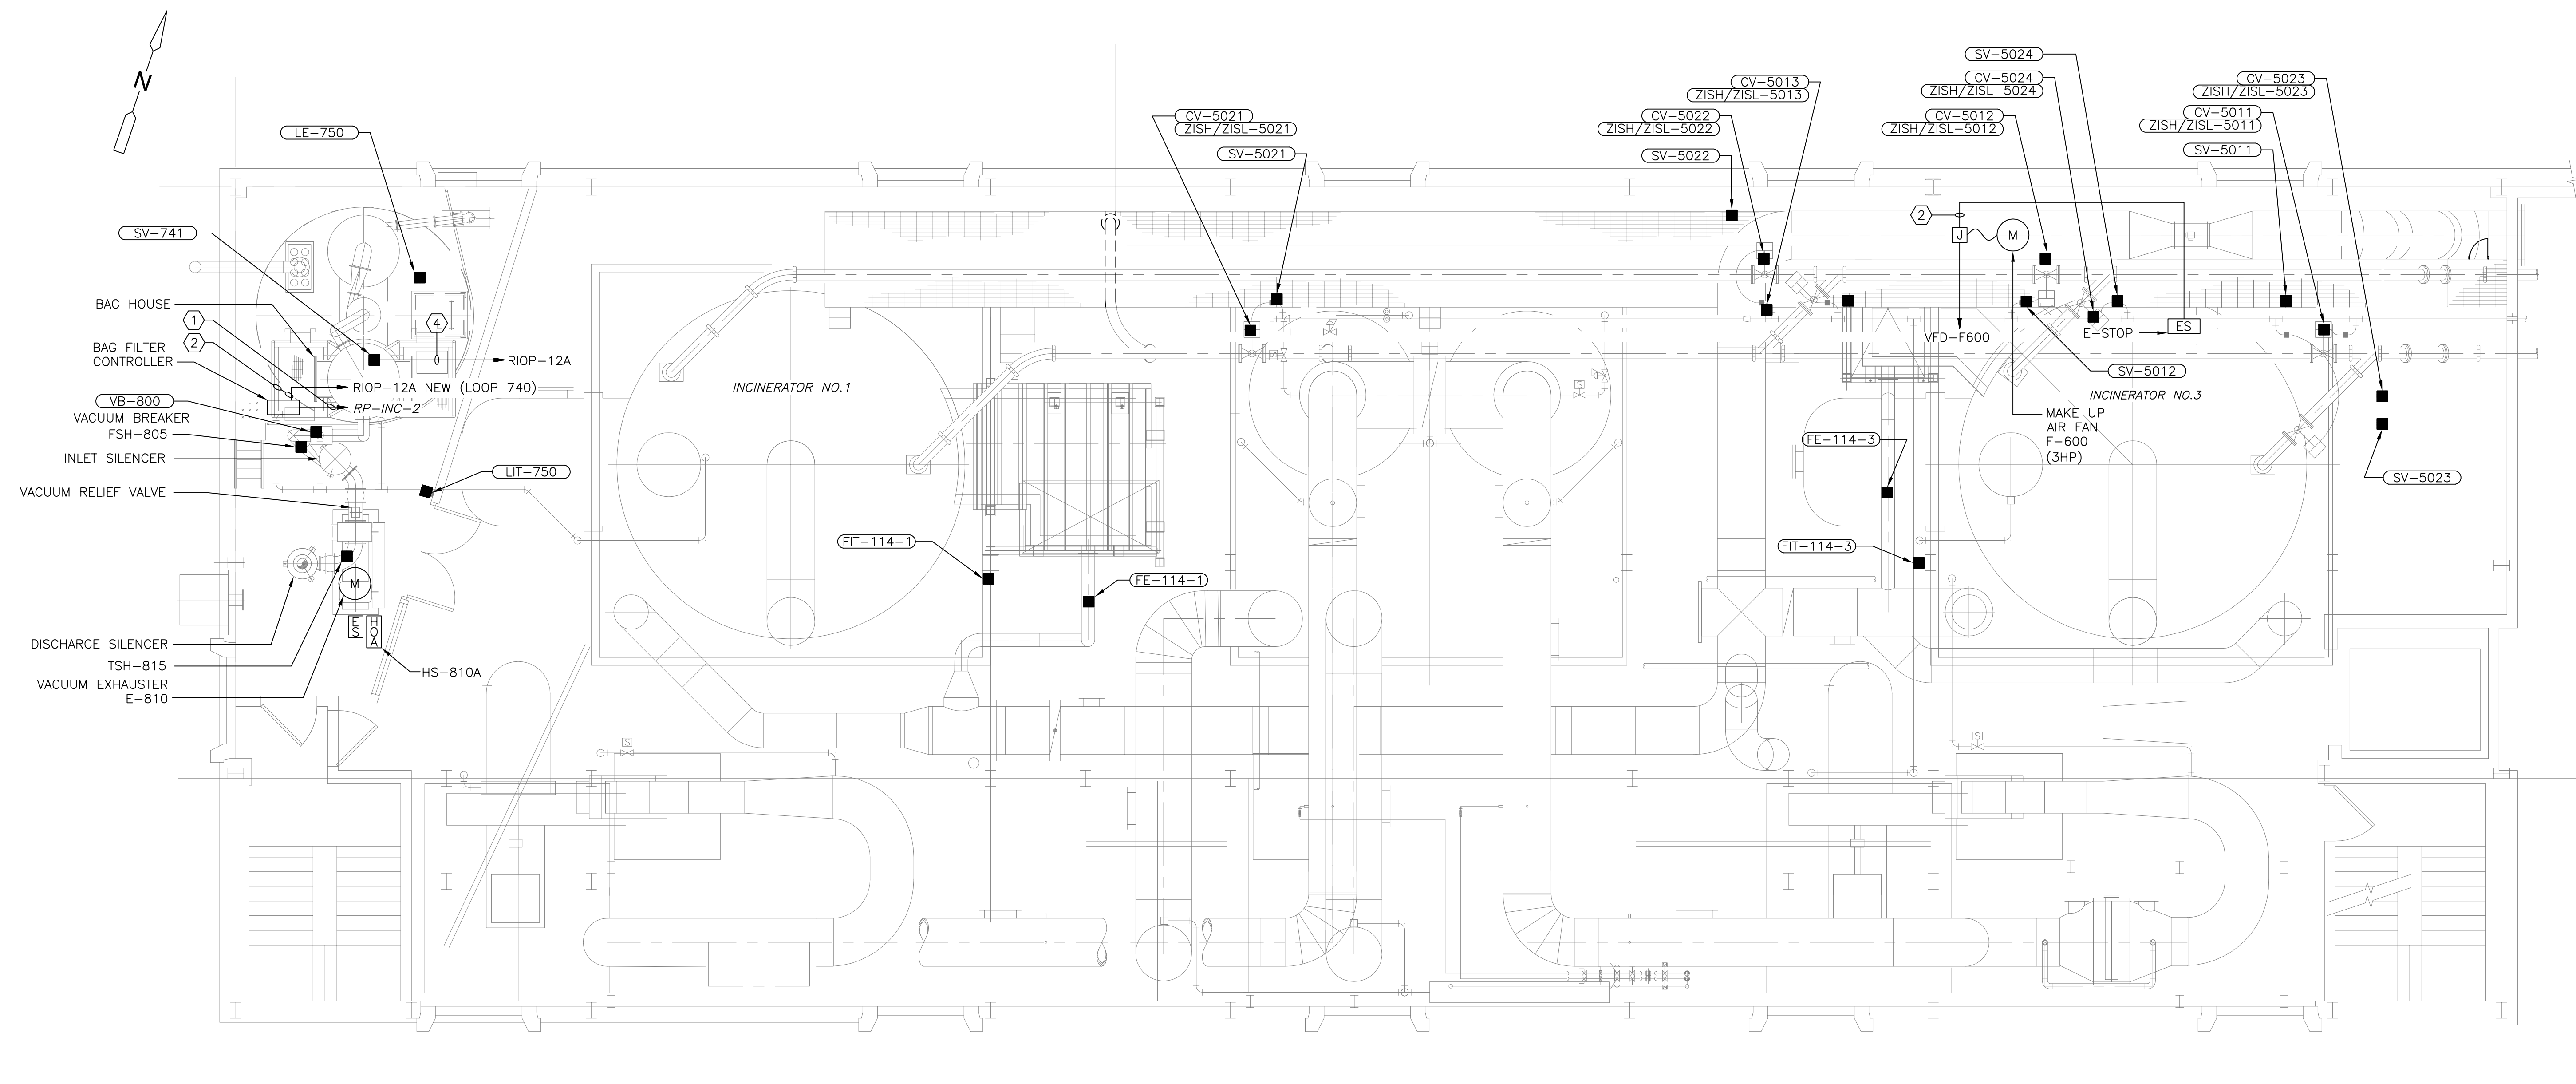 N
LE-750
SV-741
BAG HOUSE
1
2
BAG FILTER
CONTROLLER
VB-800
VACUUM BREAKER
FSH-805
INLET SILENCER
VACUUM RELIEF VALVE
DISCHARGE SILENCER
TSH-815
VACUUM EXHAUSTER
E-810
4
RIOP-12A
RIOP-12A NEW (LOOP 740)
RP-INC-2
LIT-750
M
ES
HOA
HS-810A
INCINERATOR NO.1
FIT-114-1
FE-114-1
CV-5021
ZISH/ZISL-5021
SV-5021
CV-5013
ZISH/ZISL-5013
CV-5022
ZISH/ZISL-5022
SV-5022
SV-5024
CV-5024
ZISH/ZISL-5024
CV-5012
ZISH/ZISL-5012
CV-5023
ZISH/ZISL-5023
CV-5011
ZISH/ZISL-5011
SV-5011
2
J
M
VFD-F600
E-STOP
ES
SV-5012
INCINERATOR NO.3
MAKE UP
AIR FAN
F-600
(3HP)
SV-5023
FE-114-3
FIT-114-3
S
S
S